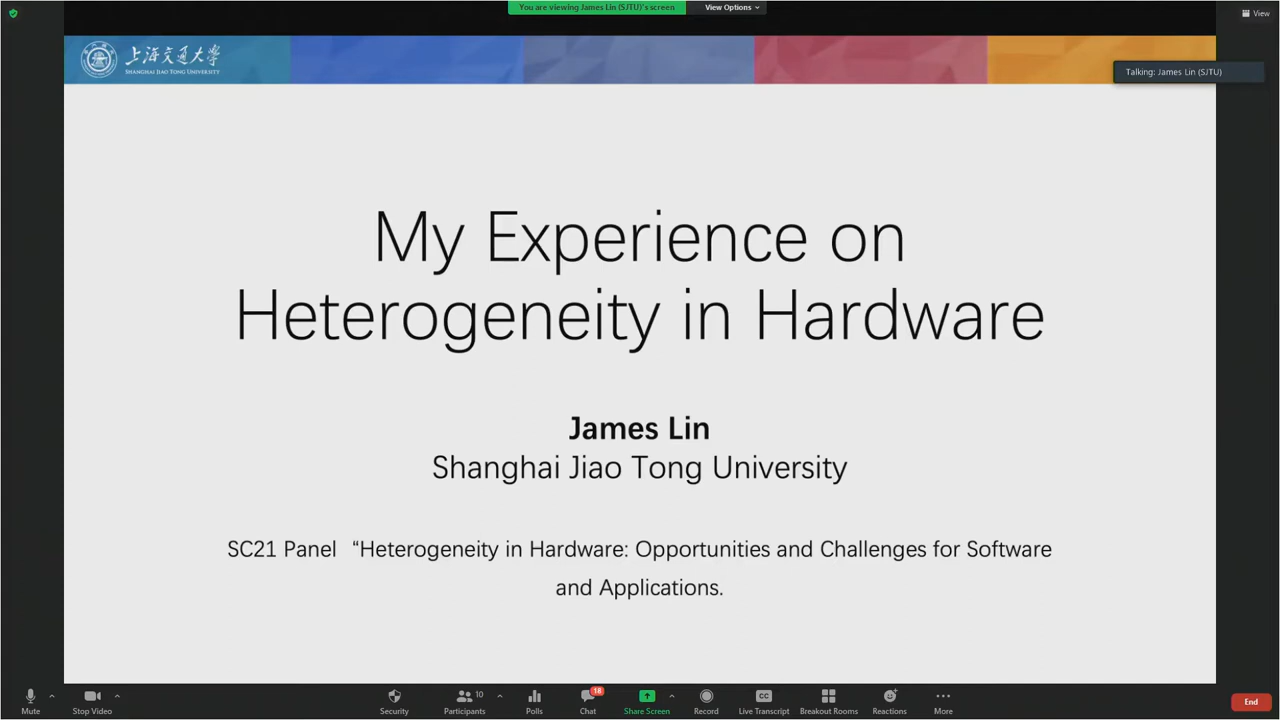 You are viewing James Lin (SJTU)'s screen
View Options
View
上海交通大学
SHANGHAI JIAO TONG UNIVERSITY
Talking: James Lin (SJTU)
My Experience on
Heterogeneity in Hardware
James Lin
Shanghai Jiao Tong University
SC21 Panel “Heterogeneity in Hardware: Opportunities and Challenges for Software
and Applications.
Mute
Stop Video
Security
Participants
10
Polls
Chat
18
Share Screen
Record
CC
Live Transcript
Breakout Rooms
Reactions
More
End